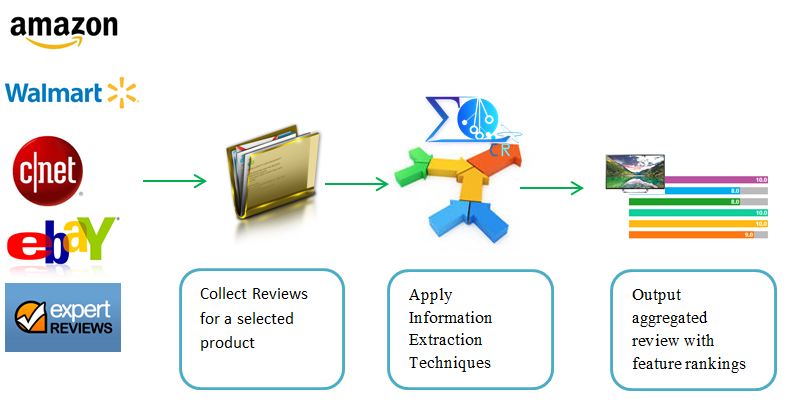 amazon
Walmart
c|net
ebaY
expert
REVIEWS
Σ
CR
10.0
8.0
8.0
10.0
10.0
9.0
Collect Reviews
for a selected
product
Apply
Information
Extraction
Techniques
Output
aggregated
review with
feature rankings